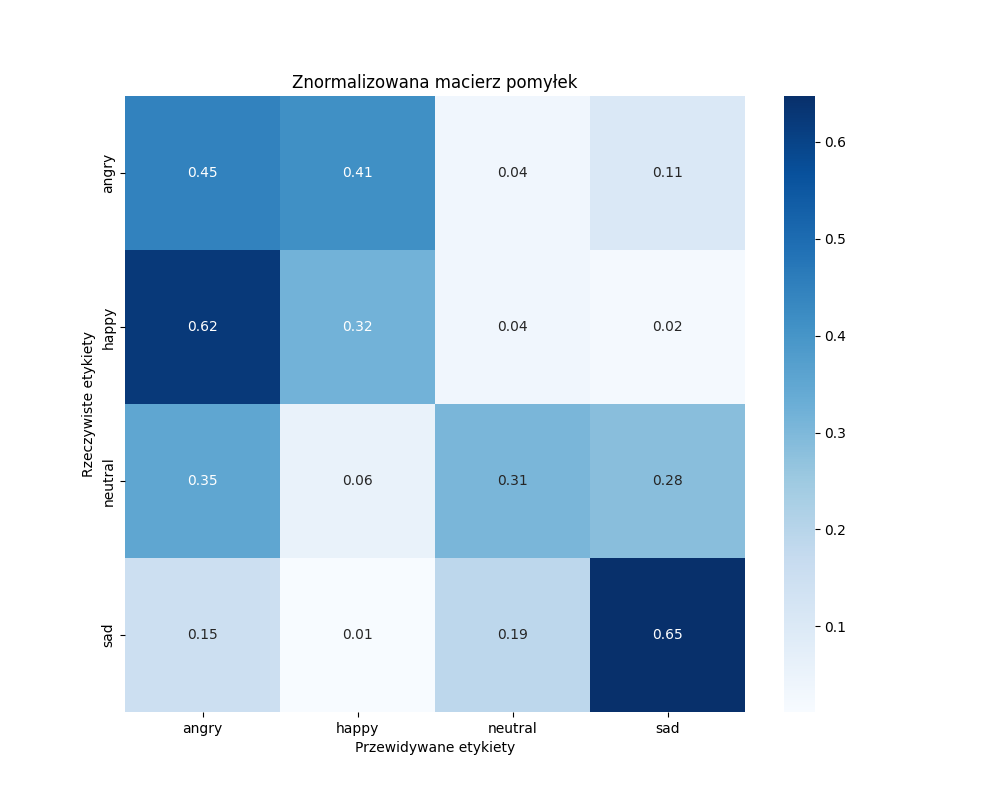 Znormalizowana macierz pomyłek
angry 0.45 0.41 0.04 0.11
happy 0.62 0.32 0.04 0.02
neutral 0.35 0.06 0.31 0.28
sad 0.15 0.01 0.19 0.65
angry happy neutral sad
Przewidywane etykiety
Rzeczywiste etykiety
0.6
0.5
0.4
0.3
0.2
0.1